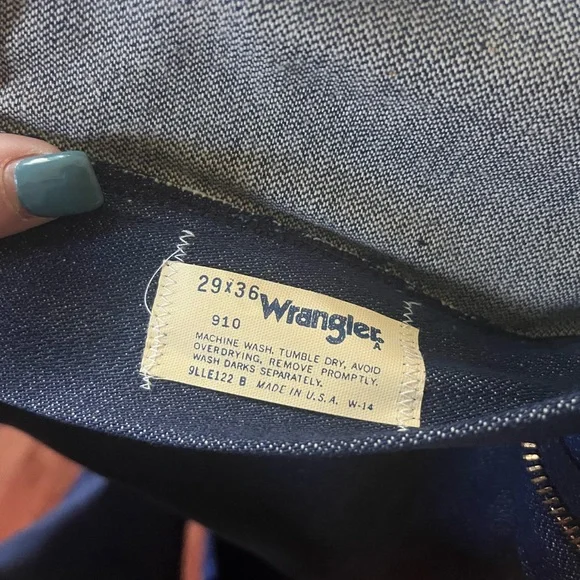 29x36 Wrangler
910 A
MACHINE WASH. TUMBLE DRY, AVOID
OVERDRYING. REMOVE PROMPTLY.
WASH DARKS SEPARATELY.
9LLE122 B MADE IN U.S.A. W-14